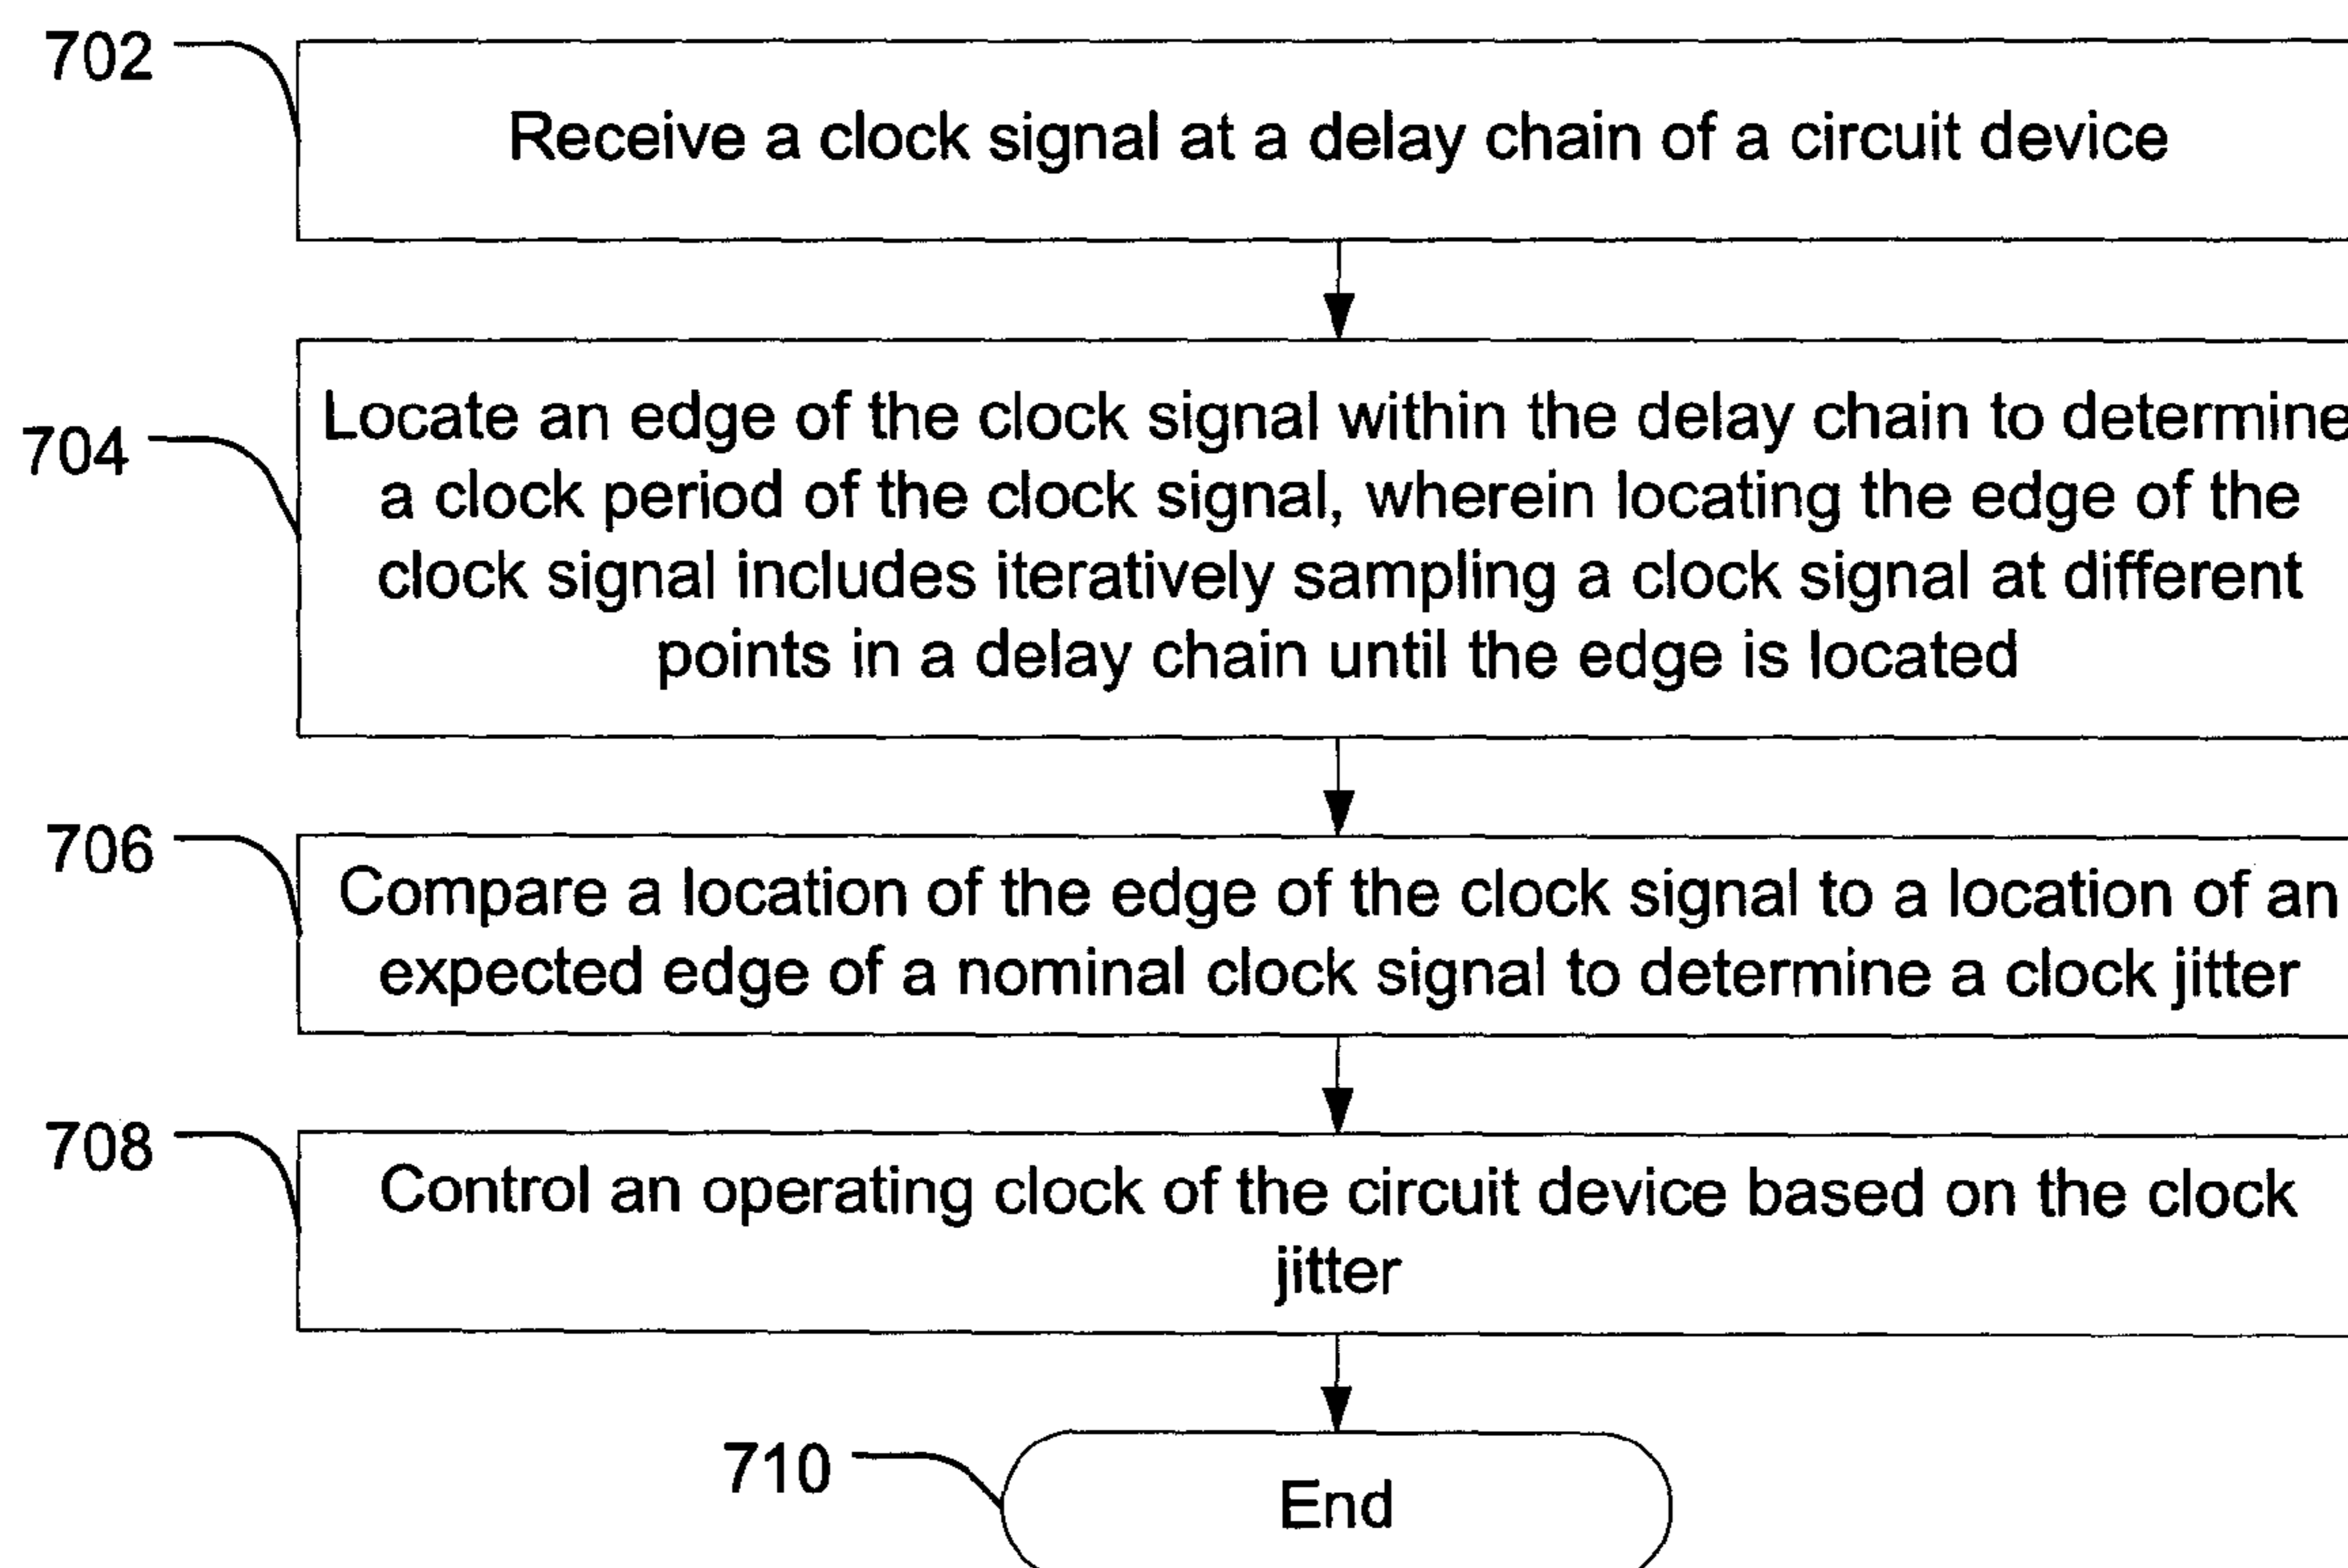 702
Receive a clock signal at a delay chain of a circuit device
704
Locate an edge of the clock signal within the delay chain to determine
a clock period of the clock signal, wherein locating the edge of the
clock signal includes iteratively sampling a clock signal at different
points in a delay chain until the edge is located
706
Compare a location of the edge of the clock signal to a location of an
expected edge of a nominal clock signal to determine a clock jitter
708
Control an operating clock of the circuit device based on the clock
jitter
710
End